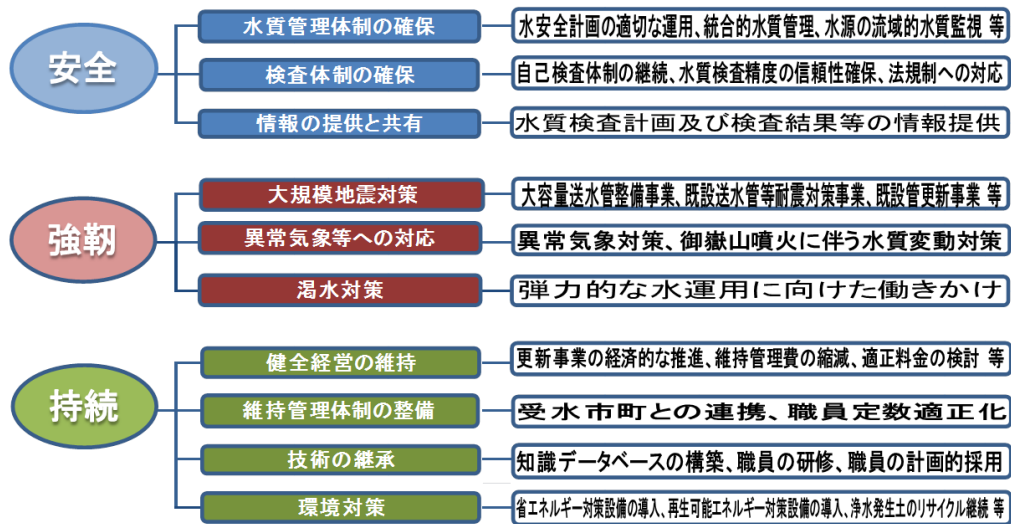 安全
水質管理体制の確保
水安全計画の適切な運用、統合的水質管理、水源の流域的水質監視 等
検査体制の確保
自己検査体制の継続、水質検査精度の信頼性確保、法規制への対応
情報の提供と共有
水質検査計画及び検査結果等の情報提供
強靭
大規模地震対策
大容量送水管整備事業、既設送水管等耐震対策事業、既設管更新事業 等
異常気象等への対応
異常気象対策、御嶽山噴火に伴う水質変動対策
渇水対策
弾力的な水運用に向けた働きかけ
持続
健全経営の維持
更新事業の経済的な推進、維持管理費の縮減、適正料金の検討 等
維持管理体制の整備
受水市町との連携、職員定数適正化
技術の継承
知識データベースの構築、職員の研修、職員の計画的採用
環境対策
省エネルギー対策設備の導入、再生可能エネルギー対策設備の導入、浄水発生土のリサイクル継続 等